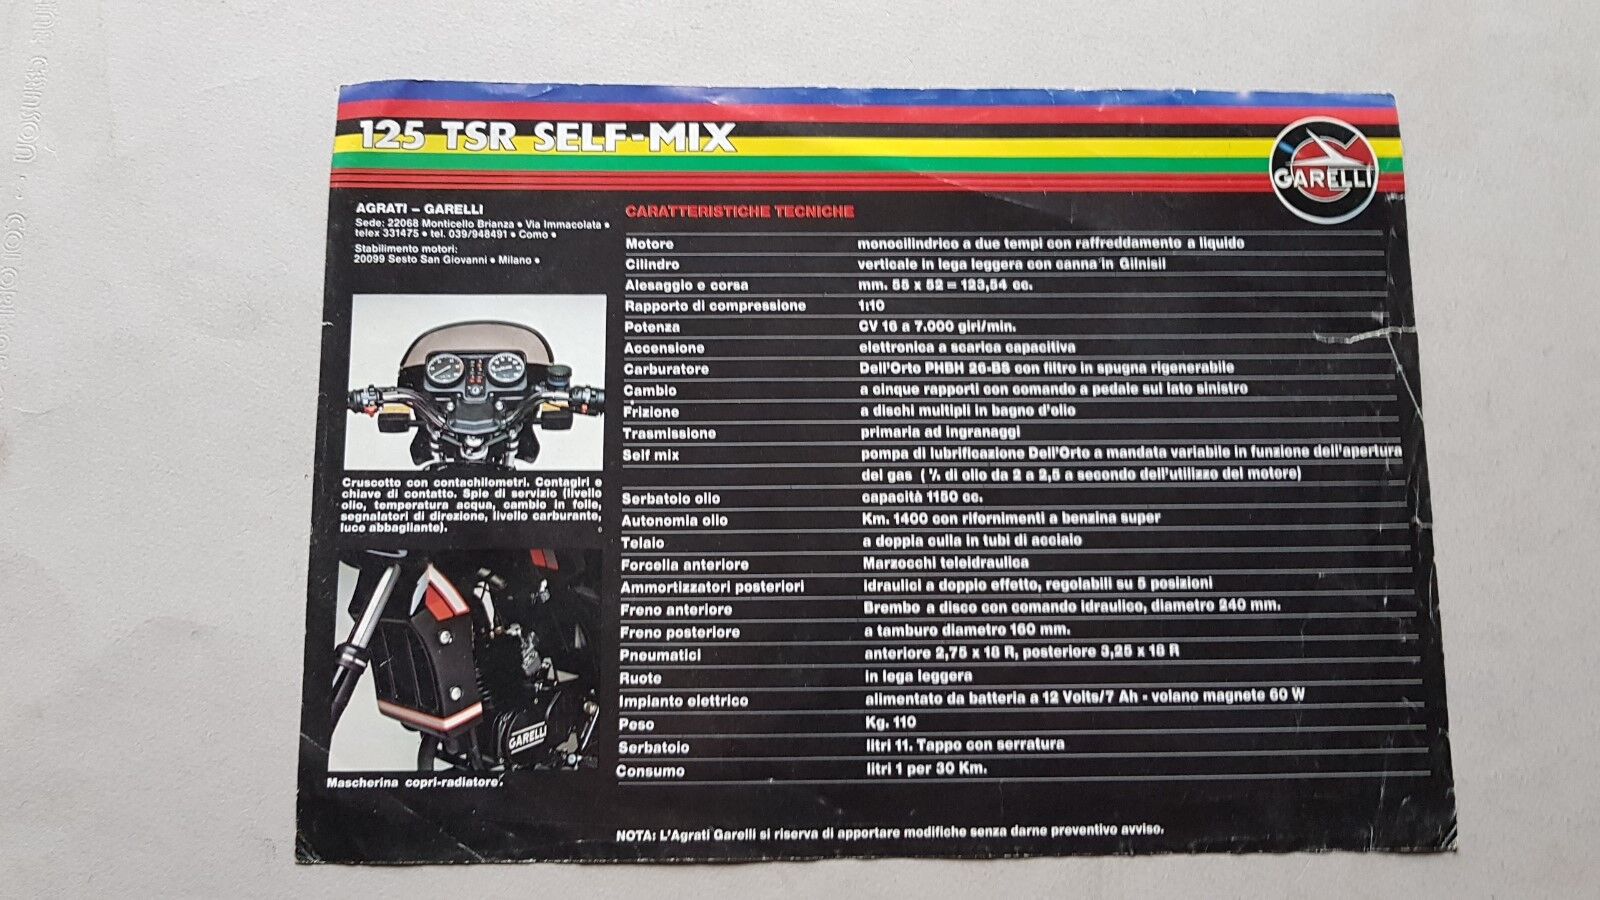 125 TSR SELF-MIX
GARELLI
AGRATI – GARELLI
Sede: 22068 Monticello Brianza • Via Immacolata •
telex 331475 • tel. 039/948491 • Como •
Stabilimento motori:
20099 Sesto San Giovanni • Milano •
Cruscotto con contachilometri. Contagiri e
chiave di contatto. Spie di servizio (livello
olio, temperatura acqua, cambio in folle,
segnalatori di direzione, livello carburante,
luce abbagliante).
GARELLI
Mascherina copri-radiatore.
CARATTERISTICHE TECNICHE
Motore monocilindrico a due tempi con raffreddamento a liquido
Cilindro verticale in lega leggera con canna in Gilnisil
Alesaggio e corsa mm. 55 x 52 = 123,54 cc.
Rapporto di compressione 1:10
Potenza CV 16 a 7.000 giri/min.
Accensione elettronica a scarica capacitiva
Carburatore Dell'Orto PHBH 26-BS con filtro in spugna rigenerabile
Cambio a cinque rapporti con comando a pedale sul lato sinistro
Frizione a dischi multipli in bagno d'olio
Trasmissione primaria ad ingranaggi
Self mix pompa di lubrificazione Dell'Orto a mandata variabile in funzione dell'apertura
del gas ( % di olio da 2 a 2,5 a secondo dell'utilizzo del motore)
Serbatoio olio capacità 1150 cc.
Autonomia olio Km. 1400 con rifornimenti a benzina super
Telaio a doppia culla in tubi di acciaio
Forcella anteriore Marzocchi teleidraulica
Ammortizzatori posteriori idraulici a doppio effetto, regolabili su 5 posizioni
Freno anteriore Brembo a disco con comando idraulico, diametro 240 mm.
Freno posteriore a tamburo diametro 160 mm.
Pneumatici anteriore 2,75 x 18 R, posteriore 3,25 x 18 R
Ruote in lega leggera
Impianto elettrico alimentato da batteria a 12 Volts/7 Ah - volano magnete 60 W
Peso Kg. 110
Serbatoio litri 11. Tappo con serratura
Consumo litri 1 per 30 Km.
NOTA: L'Agrati Garelli si riserva di apportare modifiche senza darne preventivo avviso.